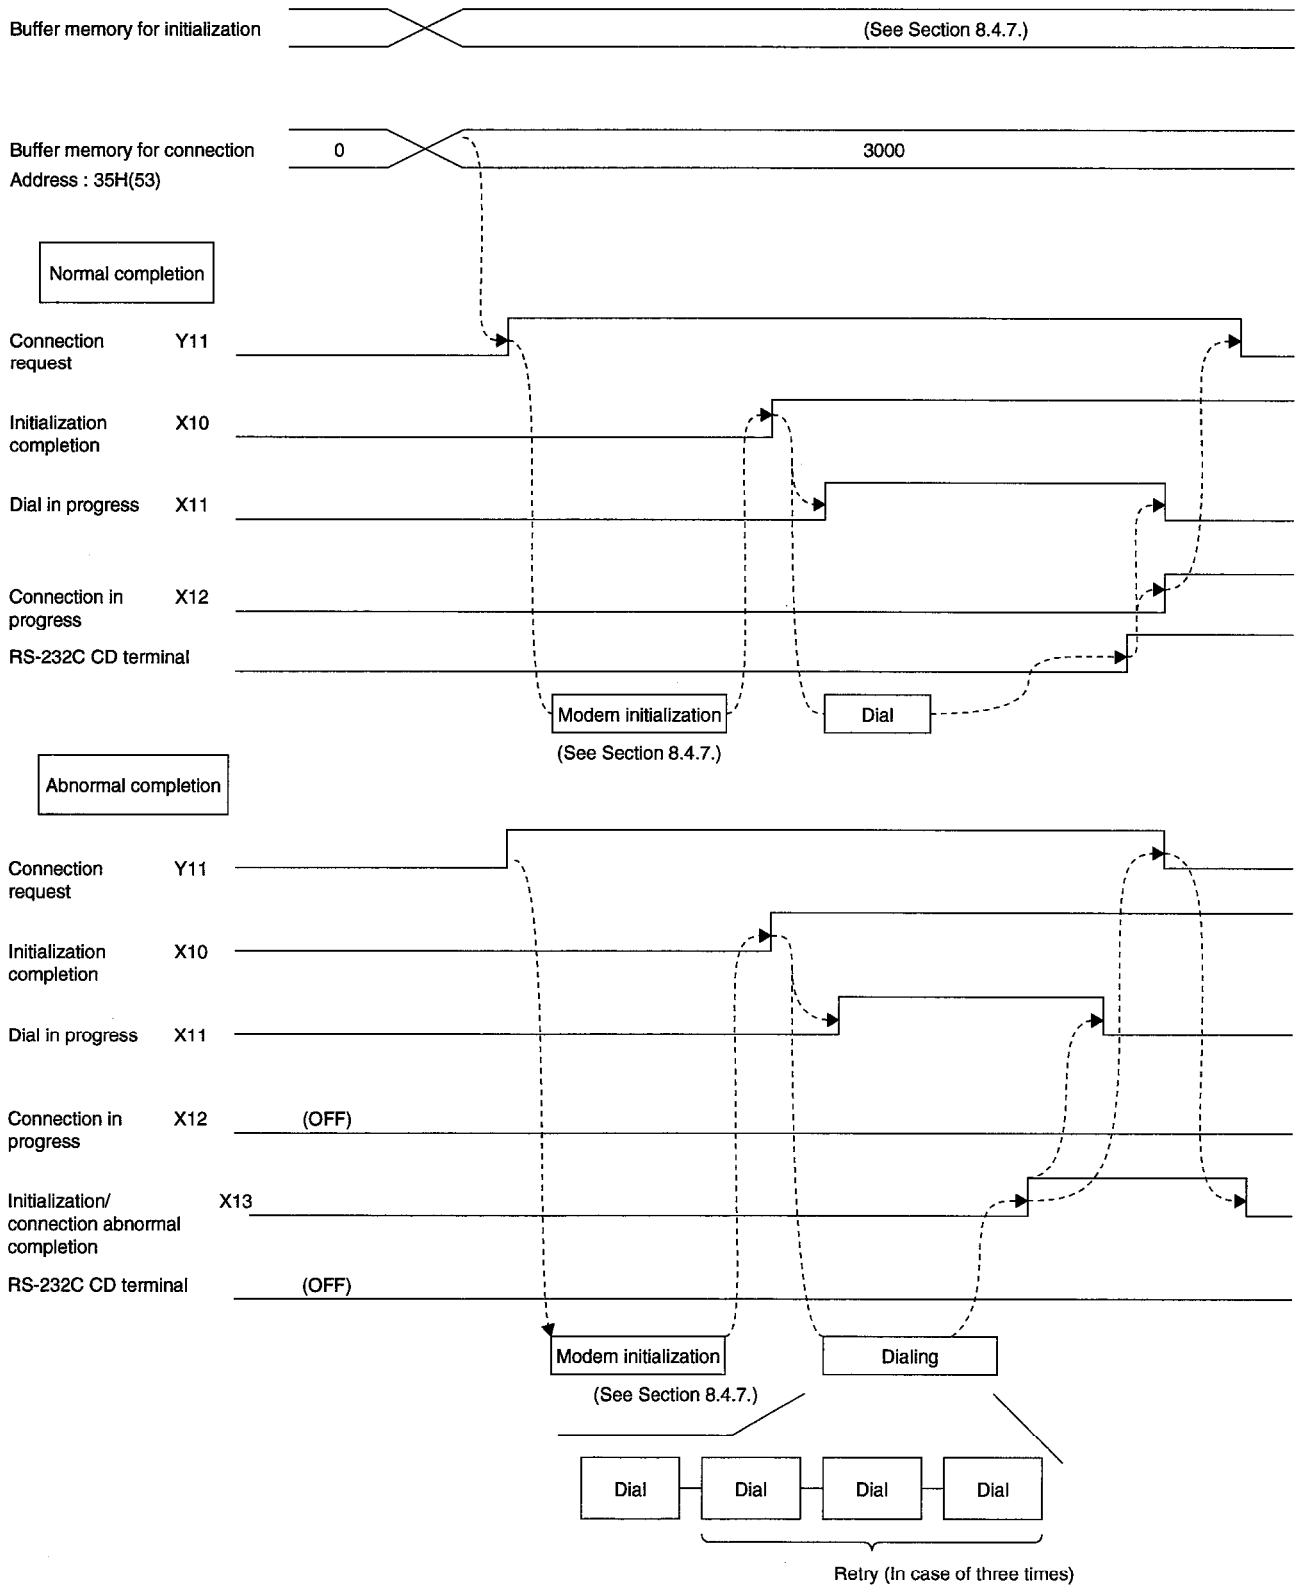 Buffer memory for initialization
(See Section 8.4.7.)
Buffer memory for connection
0
3000
Address : 35H(53)
Normal completion
Connection
request
Y11
Initialization
completion
X10
Dial in progress
X11
Connection in
progress
X12
RS-232C CD terminal
Modem initialization
Dial
(See Section 8.4.7.)
Abnormal completion
Connection
request
Y11
Initialization
completion
X10
Dial in progress
X11
Connection in
progress
X12
(OFF)
Initialization/
connection abnormal
completion
X13
RS-232C CD terminal
(OFF)
Modem initialization
Dialing
(See Section 8.4.7.)
Dial
Dial
Dial
Dial
Retry (In case of three times)